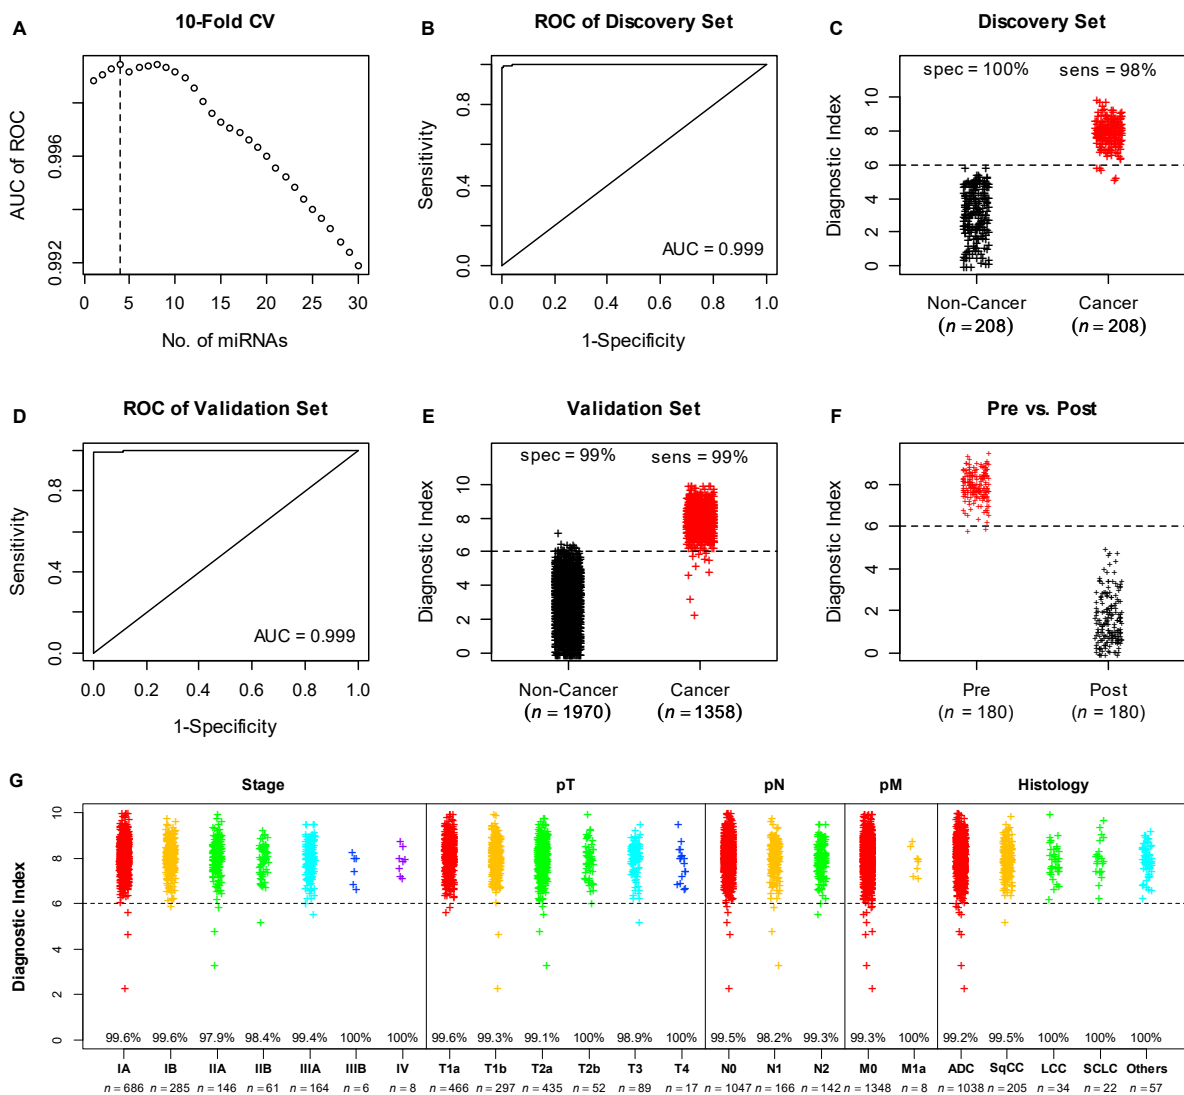 A
10-Fold CV
AUC of ROC
0.996
0.992
0 5 10 15 20 25 30
No. of miRNAs
B
ROC of Discovery Set
Sensitivity
0.8
0.4
0.0
AUC = 0.999
0.0 0.2 0.4 0.6 0.8 1.0
1-Specificity
C
Discovery Set
Diagnostic Index
spec = 100% sens = 98%
10
8
6
4
2
0
Non-Cancer Cancer
(n = 208) (n = 208)
D
ROC of Validation Set
Sensitivity
0.8
0.4
0.0
AUC = 0.999
0.0 0.2 0.4 0.6 0.8 1.0
1-Specificity
E
Validation Set
Diagnostic Index
spec = 99% sens = 99%
10
8
6
4
2
0
Non-Cancer Cancer
(n = 1970) (n = 1358)
F
Pre vs. Post
Diagnostic Index
8
6
4
2
0
Pre Post
(n = 180) (n = 180)
G
Stage pT pN pM Histology
Diagnostic Index
10
8
6
4
2
0
99.6% 99.6% 97.9% 98.4% 99.4% 100% 100% 99.6% 99.3% 99.1% 100% 98.9% 100% 99.5% 98.2% 99.3% 99.3% 100% 99.2% 99.5% 100% 100% 100%
IA IB IIA IIB IIIA IIIB IV T1a T1b T2a T2b T3 T4 N0 N1 N2 M0 M1a ADC SqCC LCC SCLC Others
n = 686 n = 285 n = 146 n = 61 n = 164 n = 6 n = 8 n = 466 n = 297 n = 435 n = 52 n = 89 n = 17 n = 1047 n = 166 n = 142 n = 1348 n = 8 n = 1038 n = 205 n = 34 n = 22 n = 57